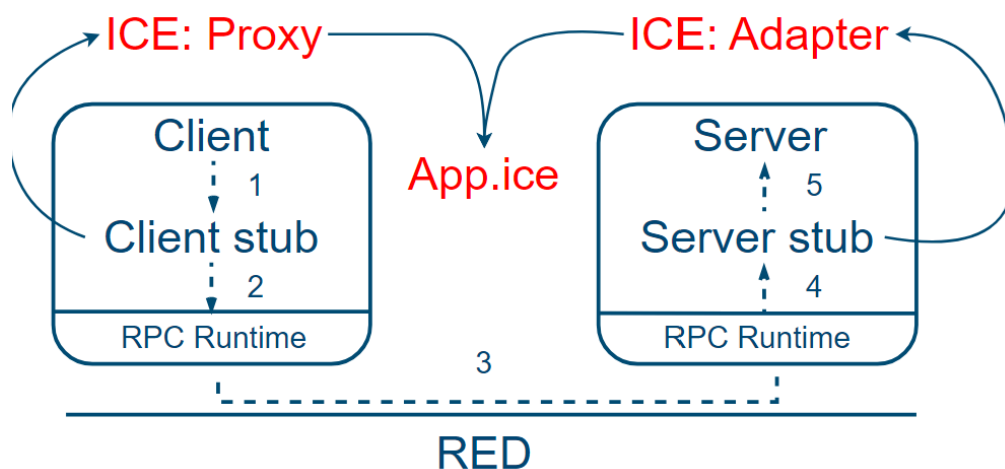 ICE: Proxy
ICE: Adapter
Client
Server
1
5
App.ice
Client stub
Server stub
2
4
RPC Runtime
RPC Runtime
3
RED